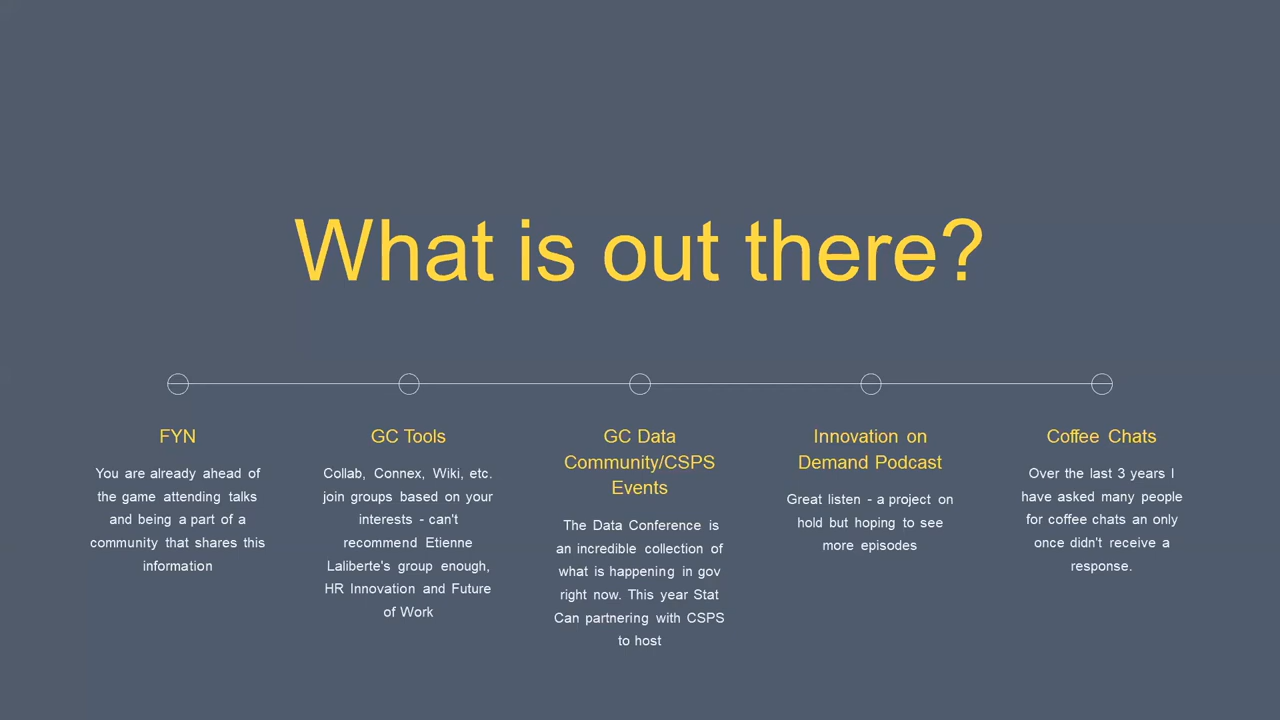 What is out there?
FYN
You are already ahead of
the game attending talks
and being a part of a
community that shares this
information
GC Tools
Collab, Connex, Wiki, etc.
join groups based on your
interests - can't
recommend Etienne
Laliberte's group enough,
HR Innovation and Future
of Work
GC Data
Community/CSPS
Events
The Data Conference is
an incredible collection of
what is happening in gov
right now. This year Stat
Can partnering with CSPS
to host
Innovation on
Demand Podcast
Great listen - a project on
hold but hoping to see
more episodes
Coffee Chats
Over the last 3 years I
have asked many people
for coffee chats an only
once didn't receive a
response.